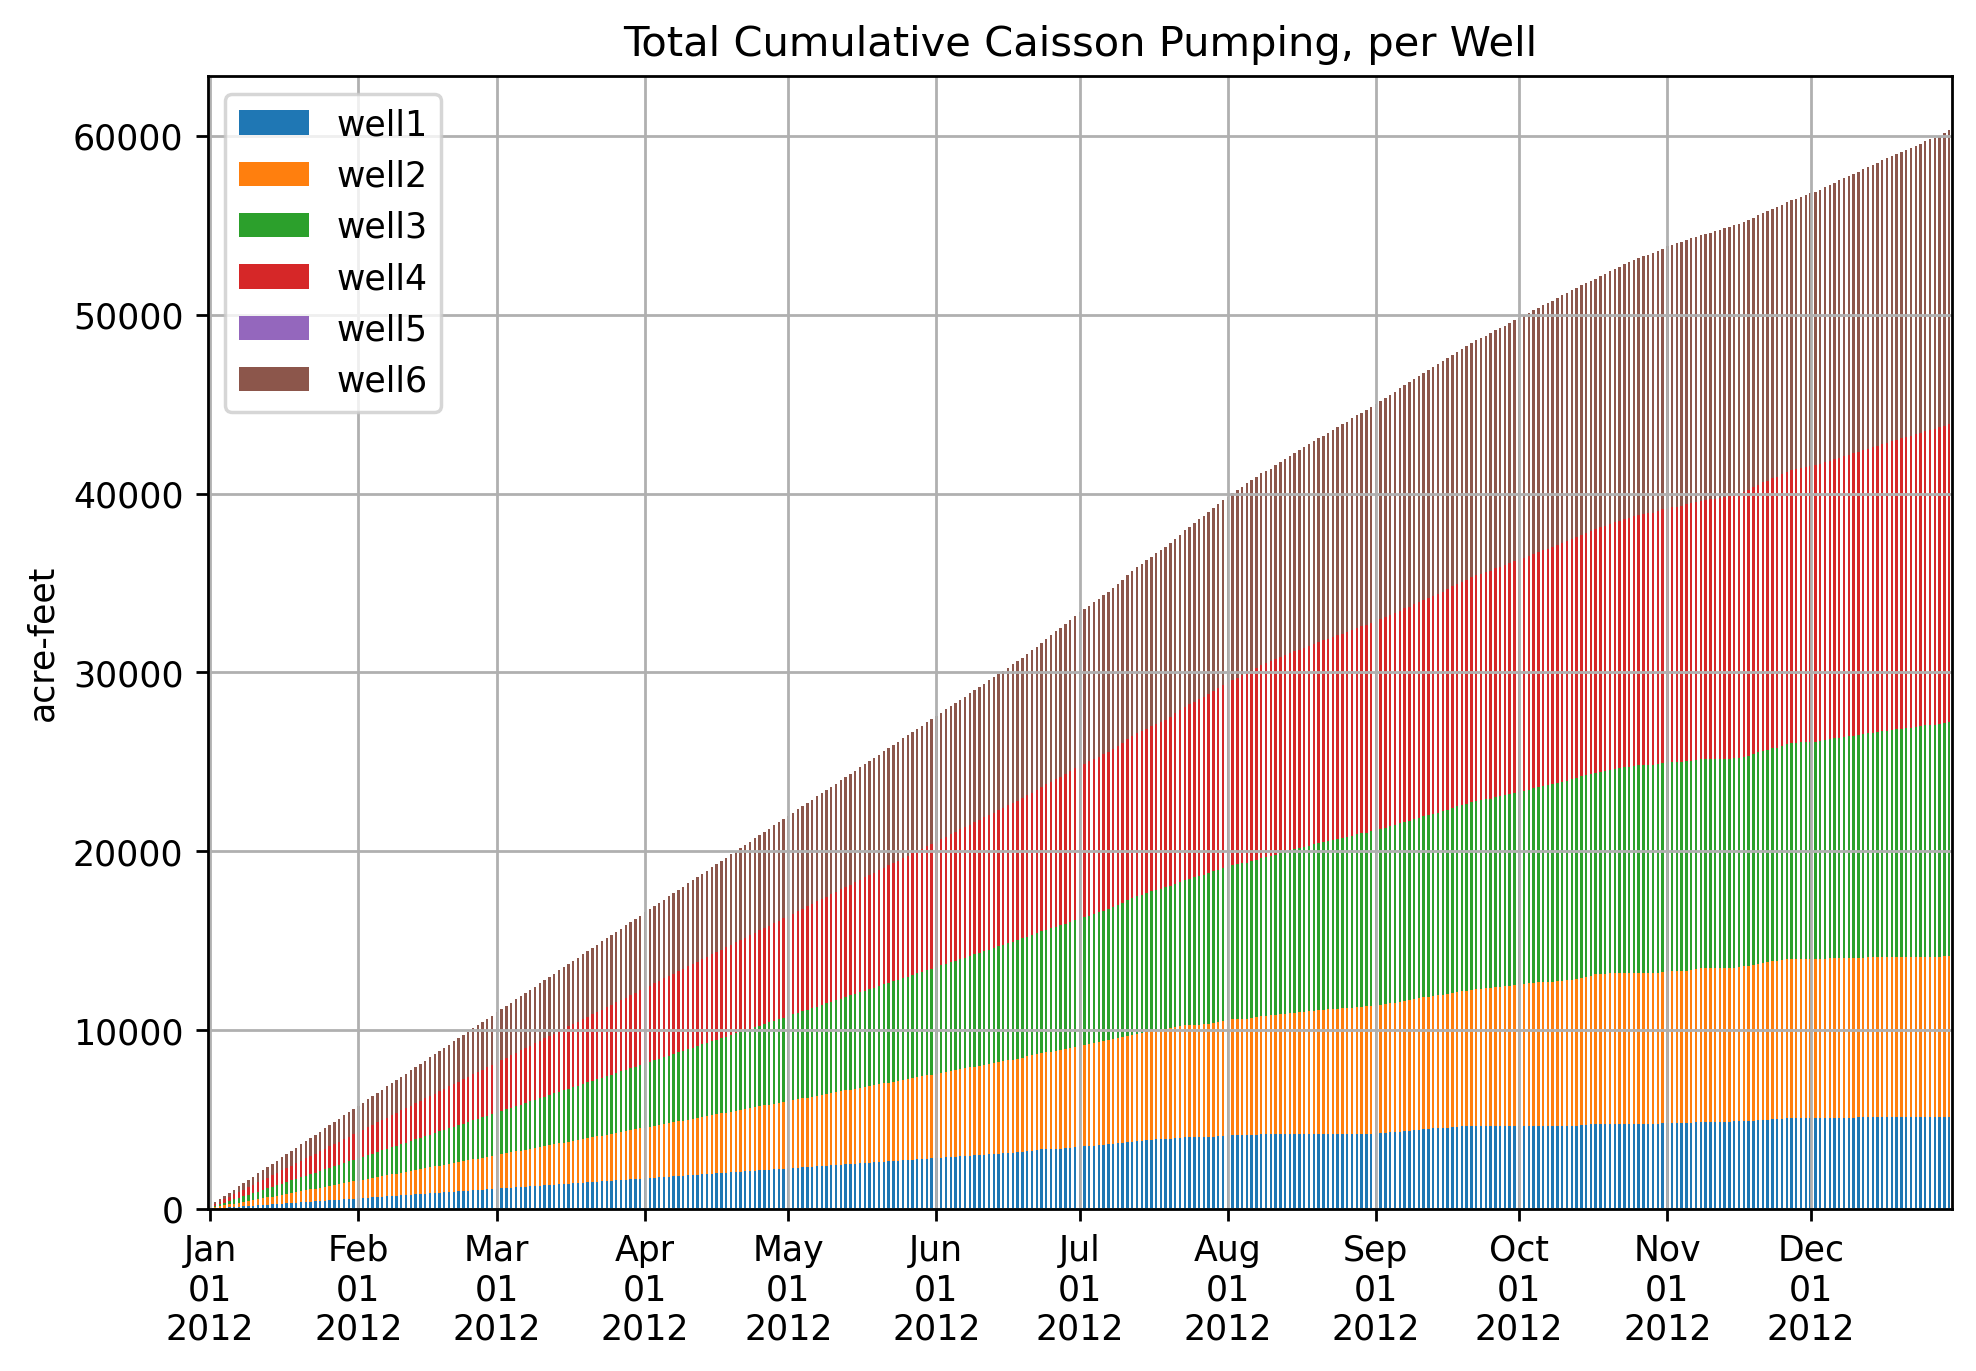 Total Cumulative Caisson Pumping, per Well
well1
well2
well3
well4
well5
well6
60000
50000
40000
30000
20000
10000
0
acre-feet
Jan Feb Mar Apr May Jun Jul Aug Sep Oct Nov Dec
01 01 01 01 01 01 01 01 01 01 01 01
2012 2012 2012 2012 2012 2012 2012 2012 2012 2012 2012 2012